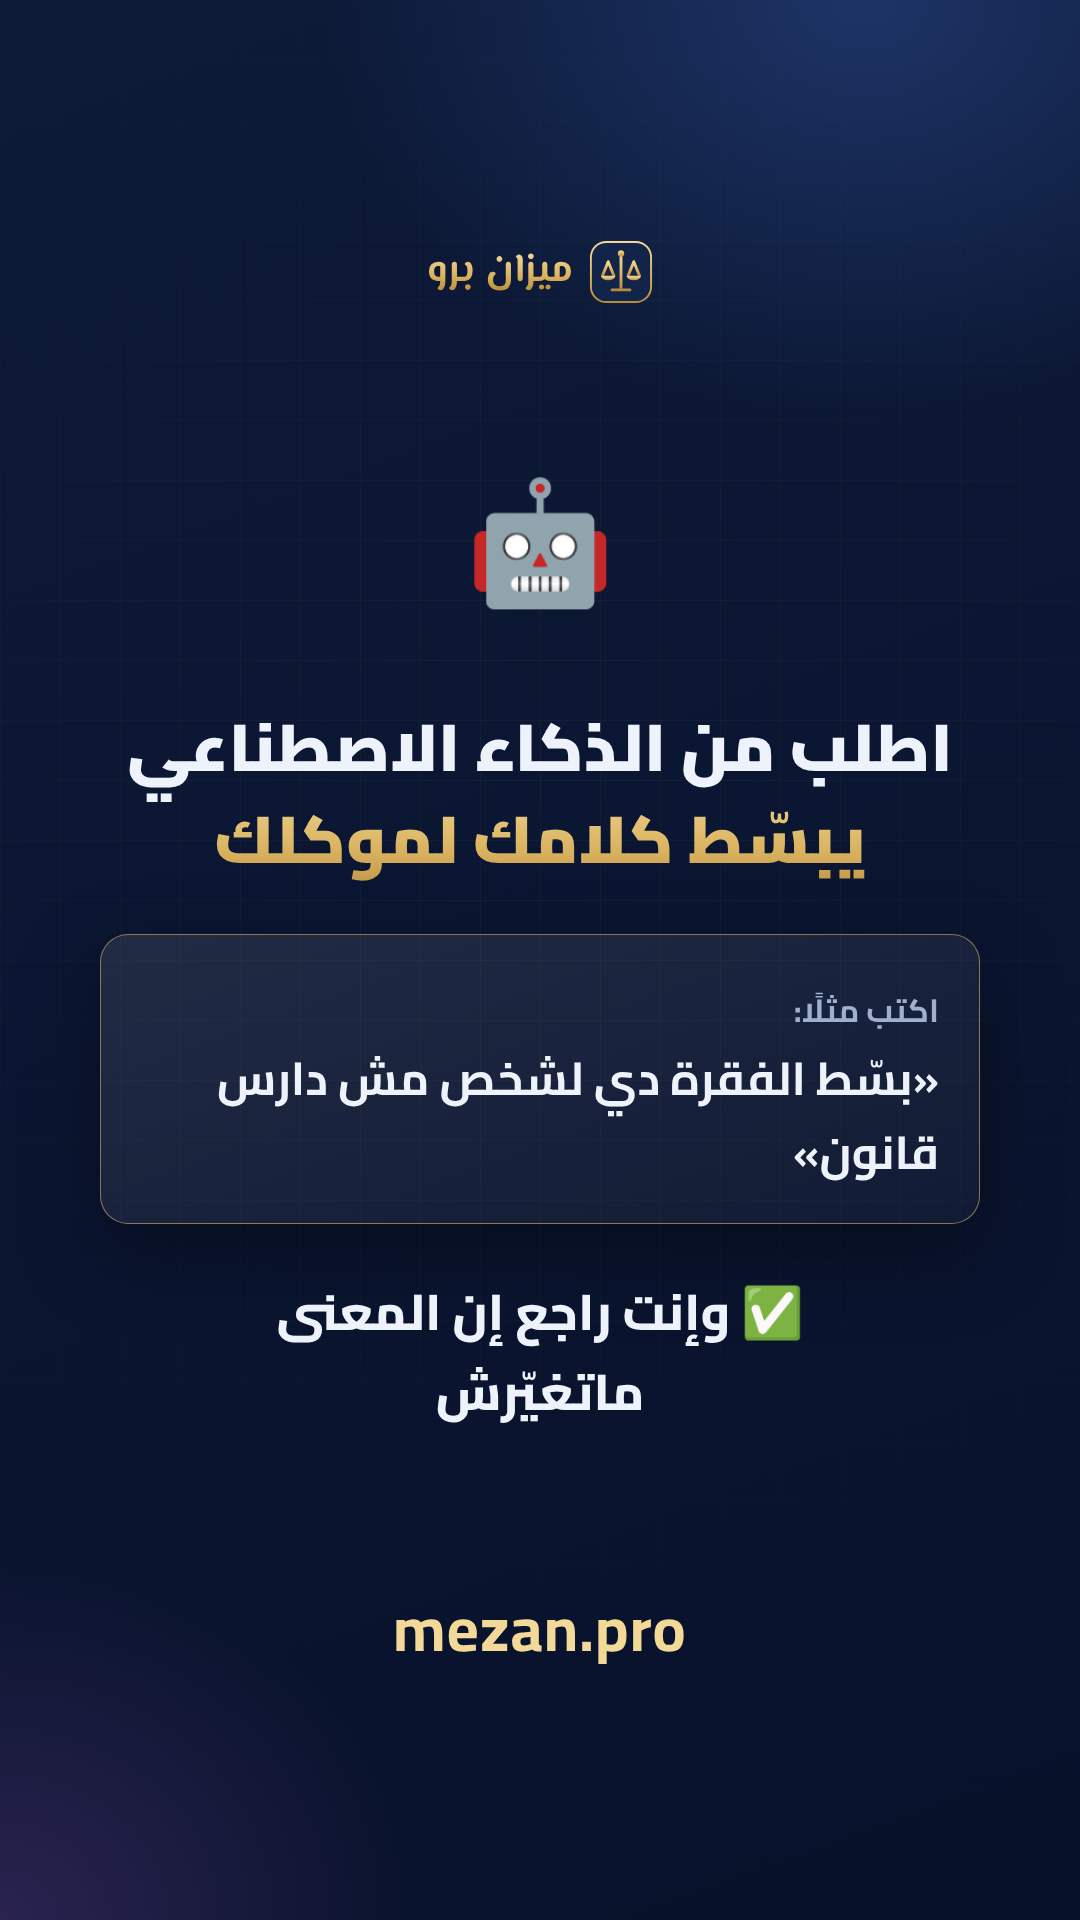 ميزان برو
اطلب من الذكاء الاصطناعي
يبسّط كلامك لموكلك
اكتب مثلًا:
«بسّط الفقرة دي لشخص مش دارس
قانون»
✅ وإنت راجع إن المعنى
ماتغيّرش
mezan.pro